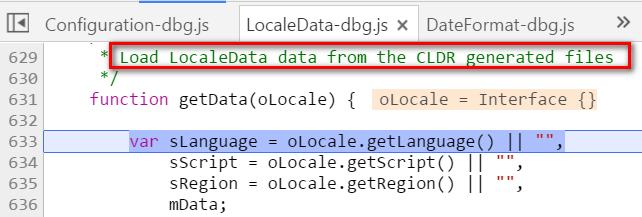 Configuration-dbg.js LocaleData-dbg.js × DateFormat-dbg.js »
629 * Load LocaleData data from the CLDR generated files
630 */
631 function getData(oLocale) { oLocale = Interface {}
632
633 var sLanguage = oLocale.getLanguage() || "",
634 sScript = oLocale.getScript() || "",
635 sRegion = oLocale.getRegion() || "",
636 mData;